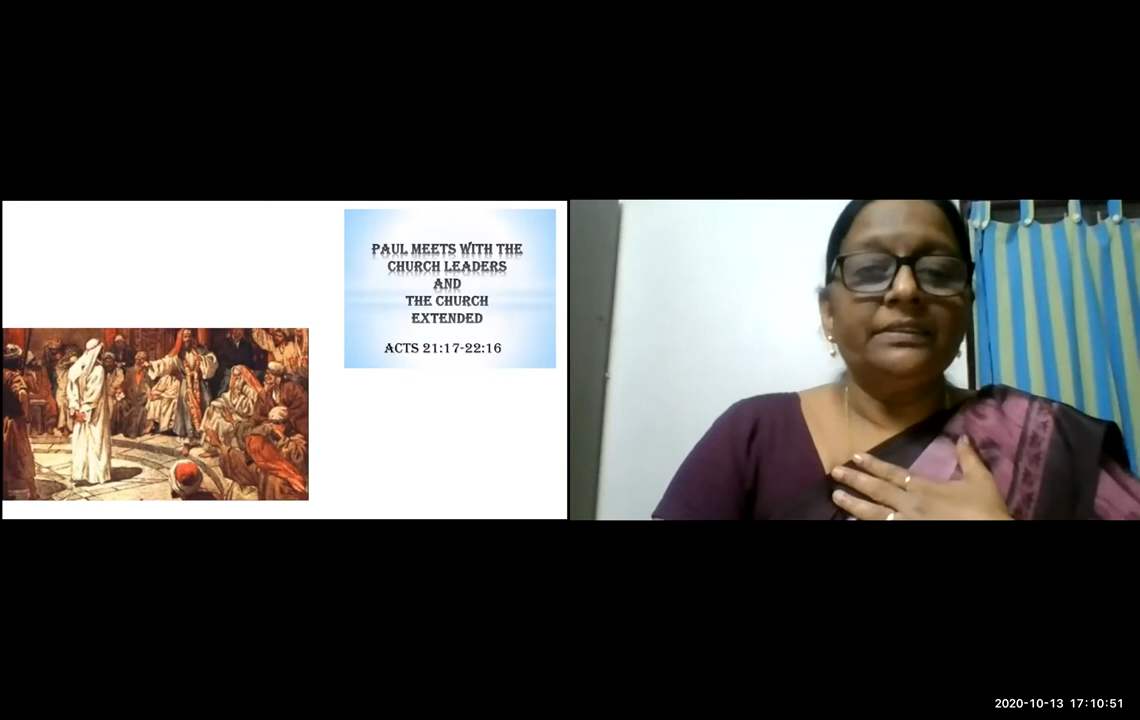 PAUL MEETS WITH THE
CHURCH LEADERS
AND
THE CHURCH
EXTENDED
ACTS 21:17-22:16
2020-10-13 17:10:51